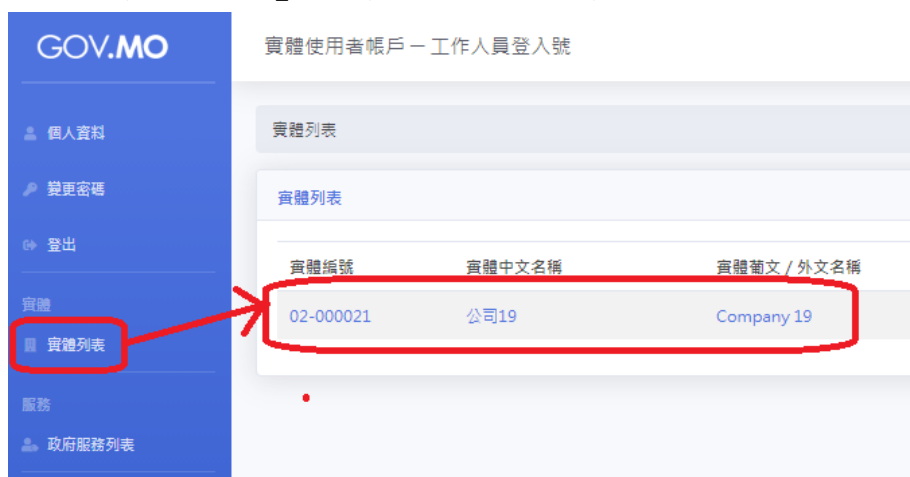 GOV.MO
實體使用者帳戶－工作人員登入號
個人資料
變更密碼
登出
實體
實體列表
服務
政府服務列表
實體列表
實體列表
實體編號 實體中文名稱 實體葡文 / 外文名稱
02-000021 公司19 Company 19